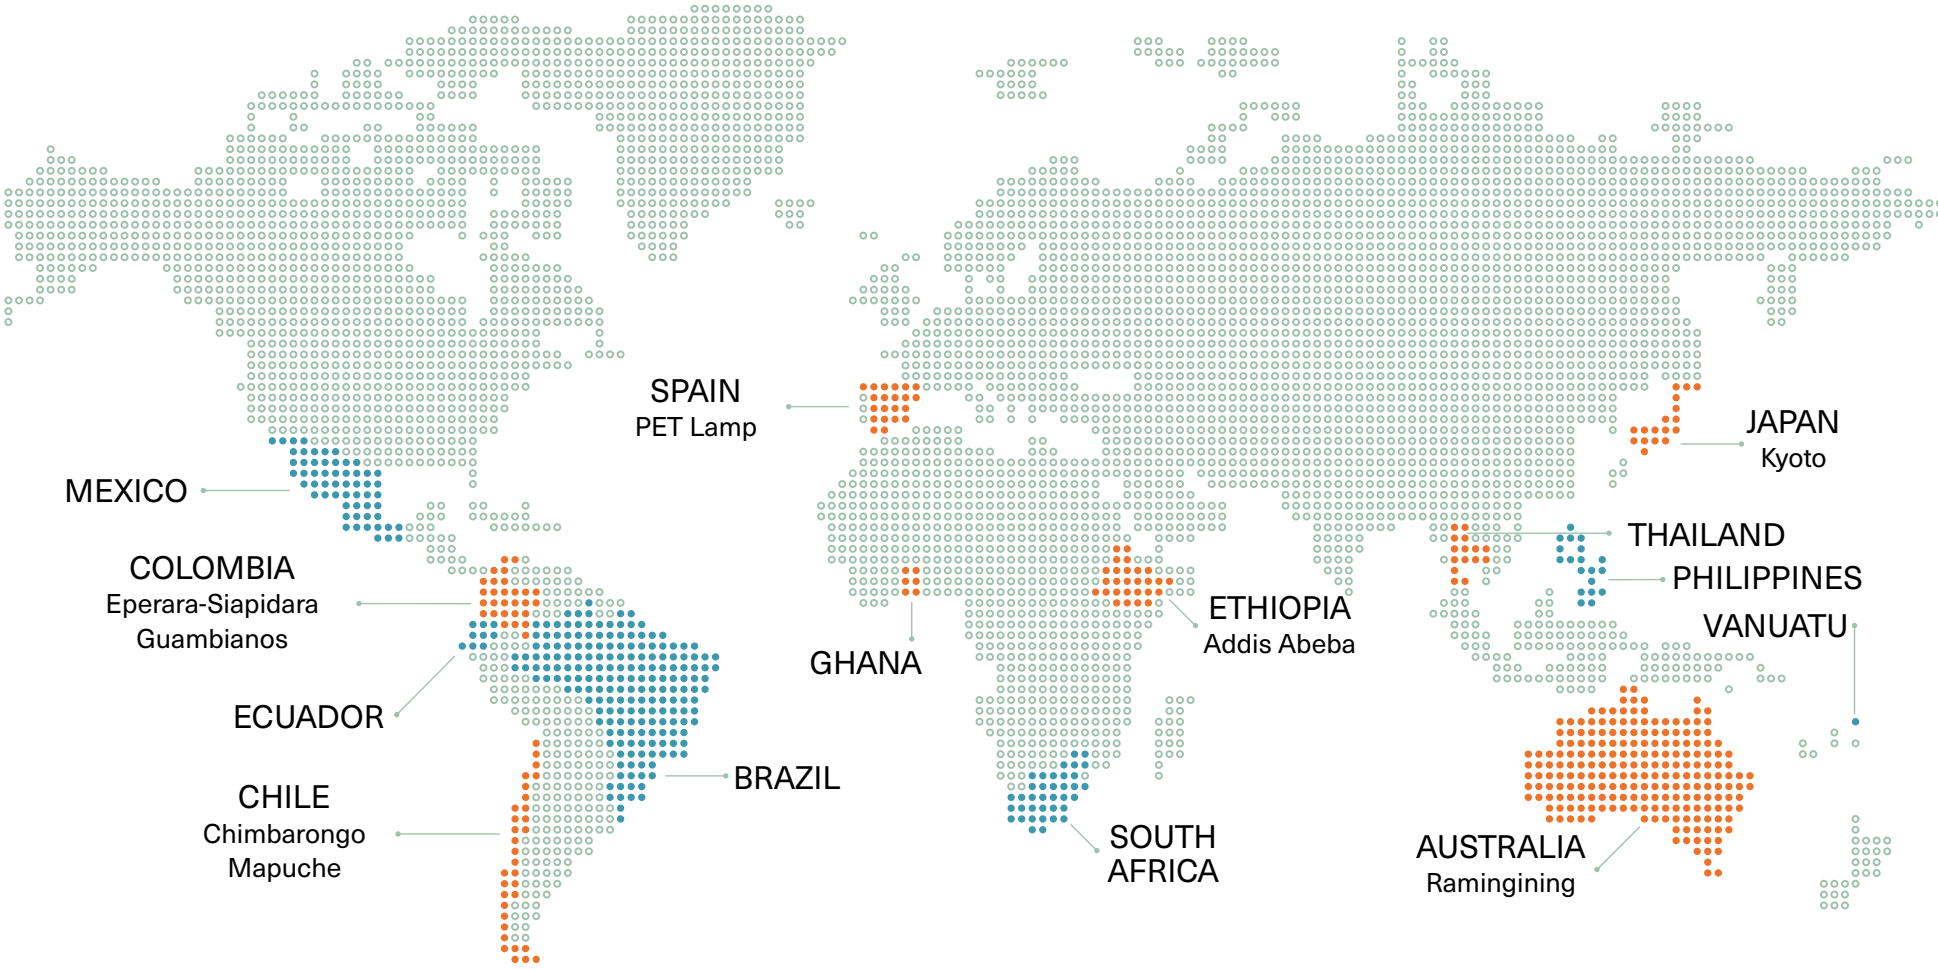 SPAIN
PET Lamp
JAPAN
Kyoto
MEXICO
THAILAND
COLOMBIA
Eperara-Siapidara
Guambianos
PHILIPPINES
ETHIOPIA
Addis Abeba
VANUATU
GHANA
ECUADOR
BRAZIL
CHILE
Chimbarongo
Mapuche
SOUTH
AFRICA
AUSTRALIA
Ramingining